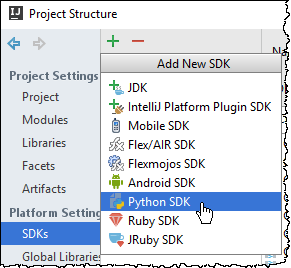 IJ Project Structure
Add New SDK
Project Settings
Project
Modules
Libraries
Facets
Artifacts
Platform Setting
SDKs
Global Libraries
JDK
IntelliJ Platform Plugin SDK
Mobile SDK
Flex/AIR SDK
Flexmojos SDK
Android SDK
Python SDK
Ruby SDK
JRuby SDK